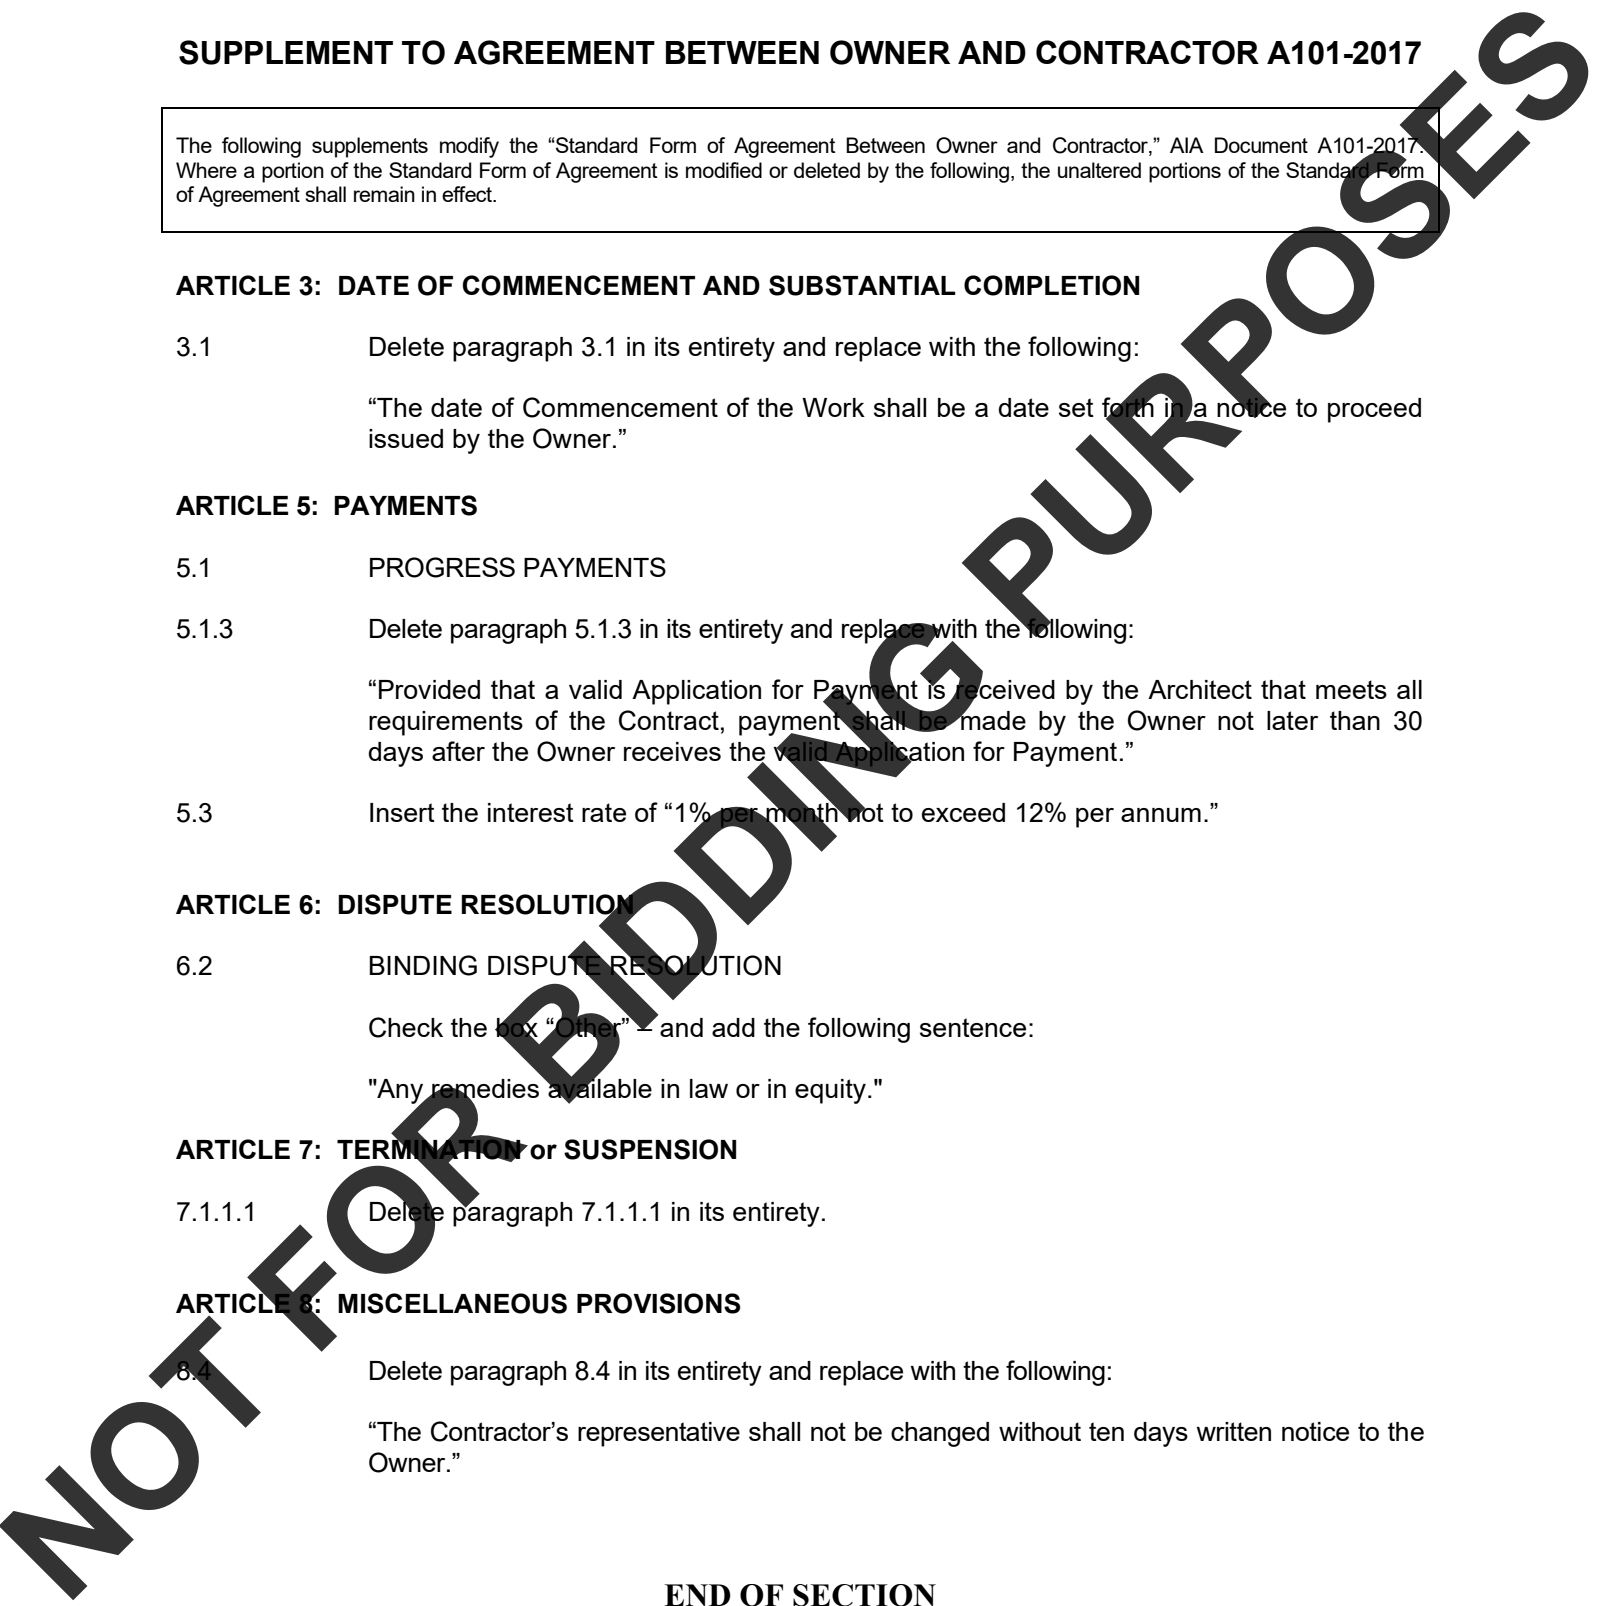 SUPPLEMENT TO AGREEMENT BETWEEN OWNER AND CONTRACTOR A101-2017
The following supplements modify the “Standard Form of Agreement Between Owner and Contractor,” AIA Document A101-2017.
Where a portion of the Standard Form of Agreement is modified or deleted by the following, the unaltered portions of the Standard Form
of Agreement shall remain in effect.
ARTICLE 3:  DATE OF COMMENCEMENT AND SUBSTANTIAL COMPLETION
3.1 Delete paragraph 3.1 in its entirety and replace with the following:
“The date of Commencement of the Work shall be a date set forth in a notice to proceed
issued by the Owner.”
ARTICLE 5:  PAYMENTS
5.1 PROGRESS PAYMENTS
5.1.3 Delete paragraph 5.1.3 in its entirety and replace with the following:
“Provided that a valid Application for Payment is received by the Architect that meets all
requirements of the Contract, payment shall be made by the Owner not later than 30
days after the Owner receives the valid Application for Payment.”
5.3 Insert the interest rate of “1% per month not to exceed 12% per annum.”
ARTICLE 6:  DISPUTE RESOLUTION
6.2 BINDING DISPUTE RESOLUTION
Check the box “Other” – and add the following sentence:
"Any remedies available in law or in equity."
ARTICLE 7:  TERMINATION or SUSPENSION
7.1.1.1 Delete paragraph 7.1.1.1 in its entirety.
ARTICLE 8:  MISCELLANEOUS PROVISIONS
8.4 Delete paragraph 8.4 in its entirety and replace with the following:
“The Contractor’s representative shall not be changed without ten days written notice to the
Owner.”
END OF SECTION
NOT FOR BIDDING PURPOSES